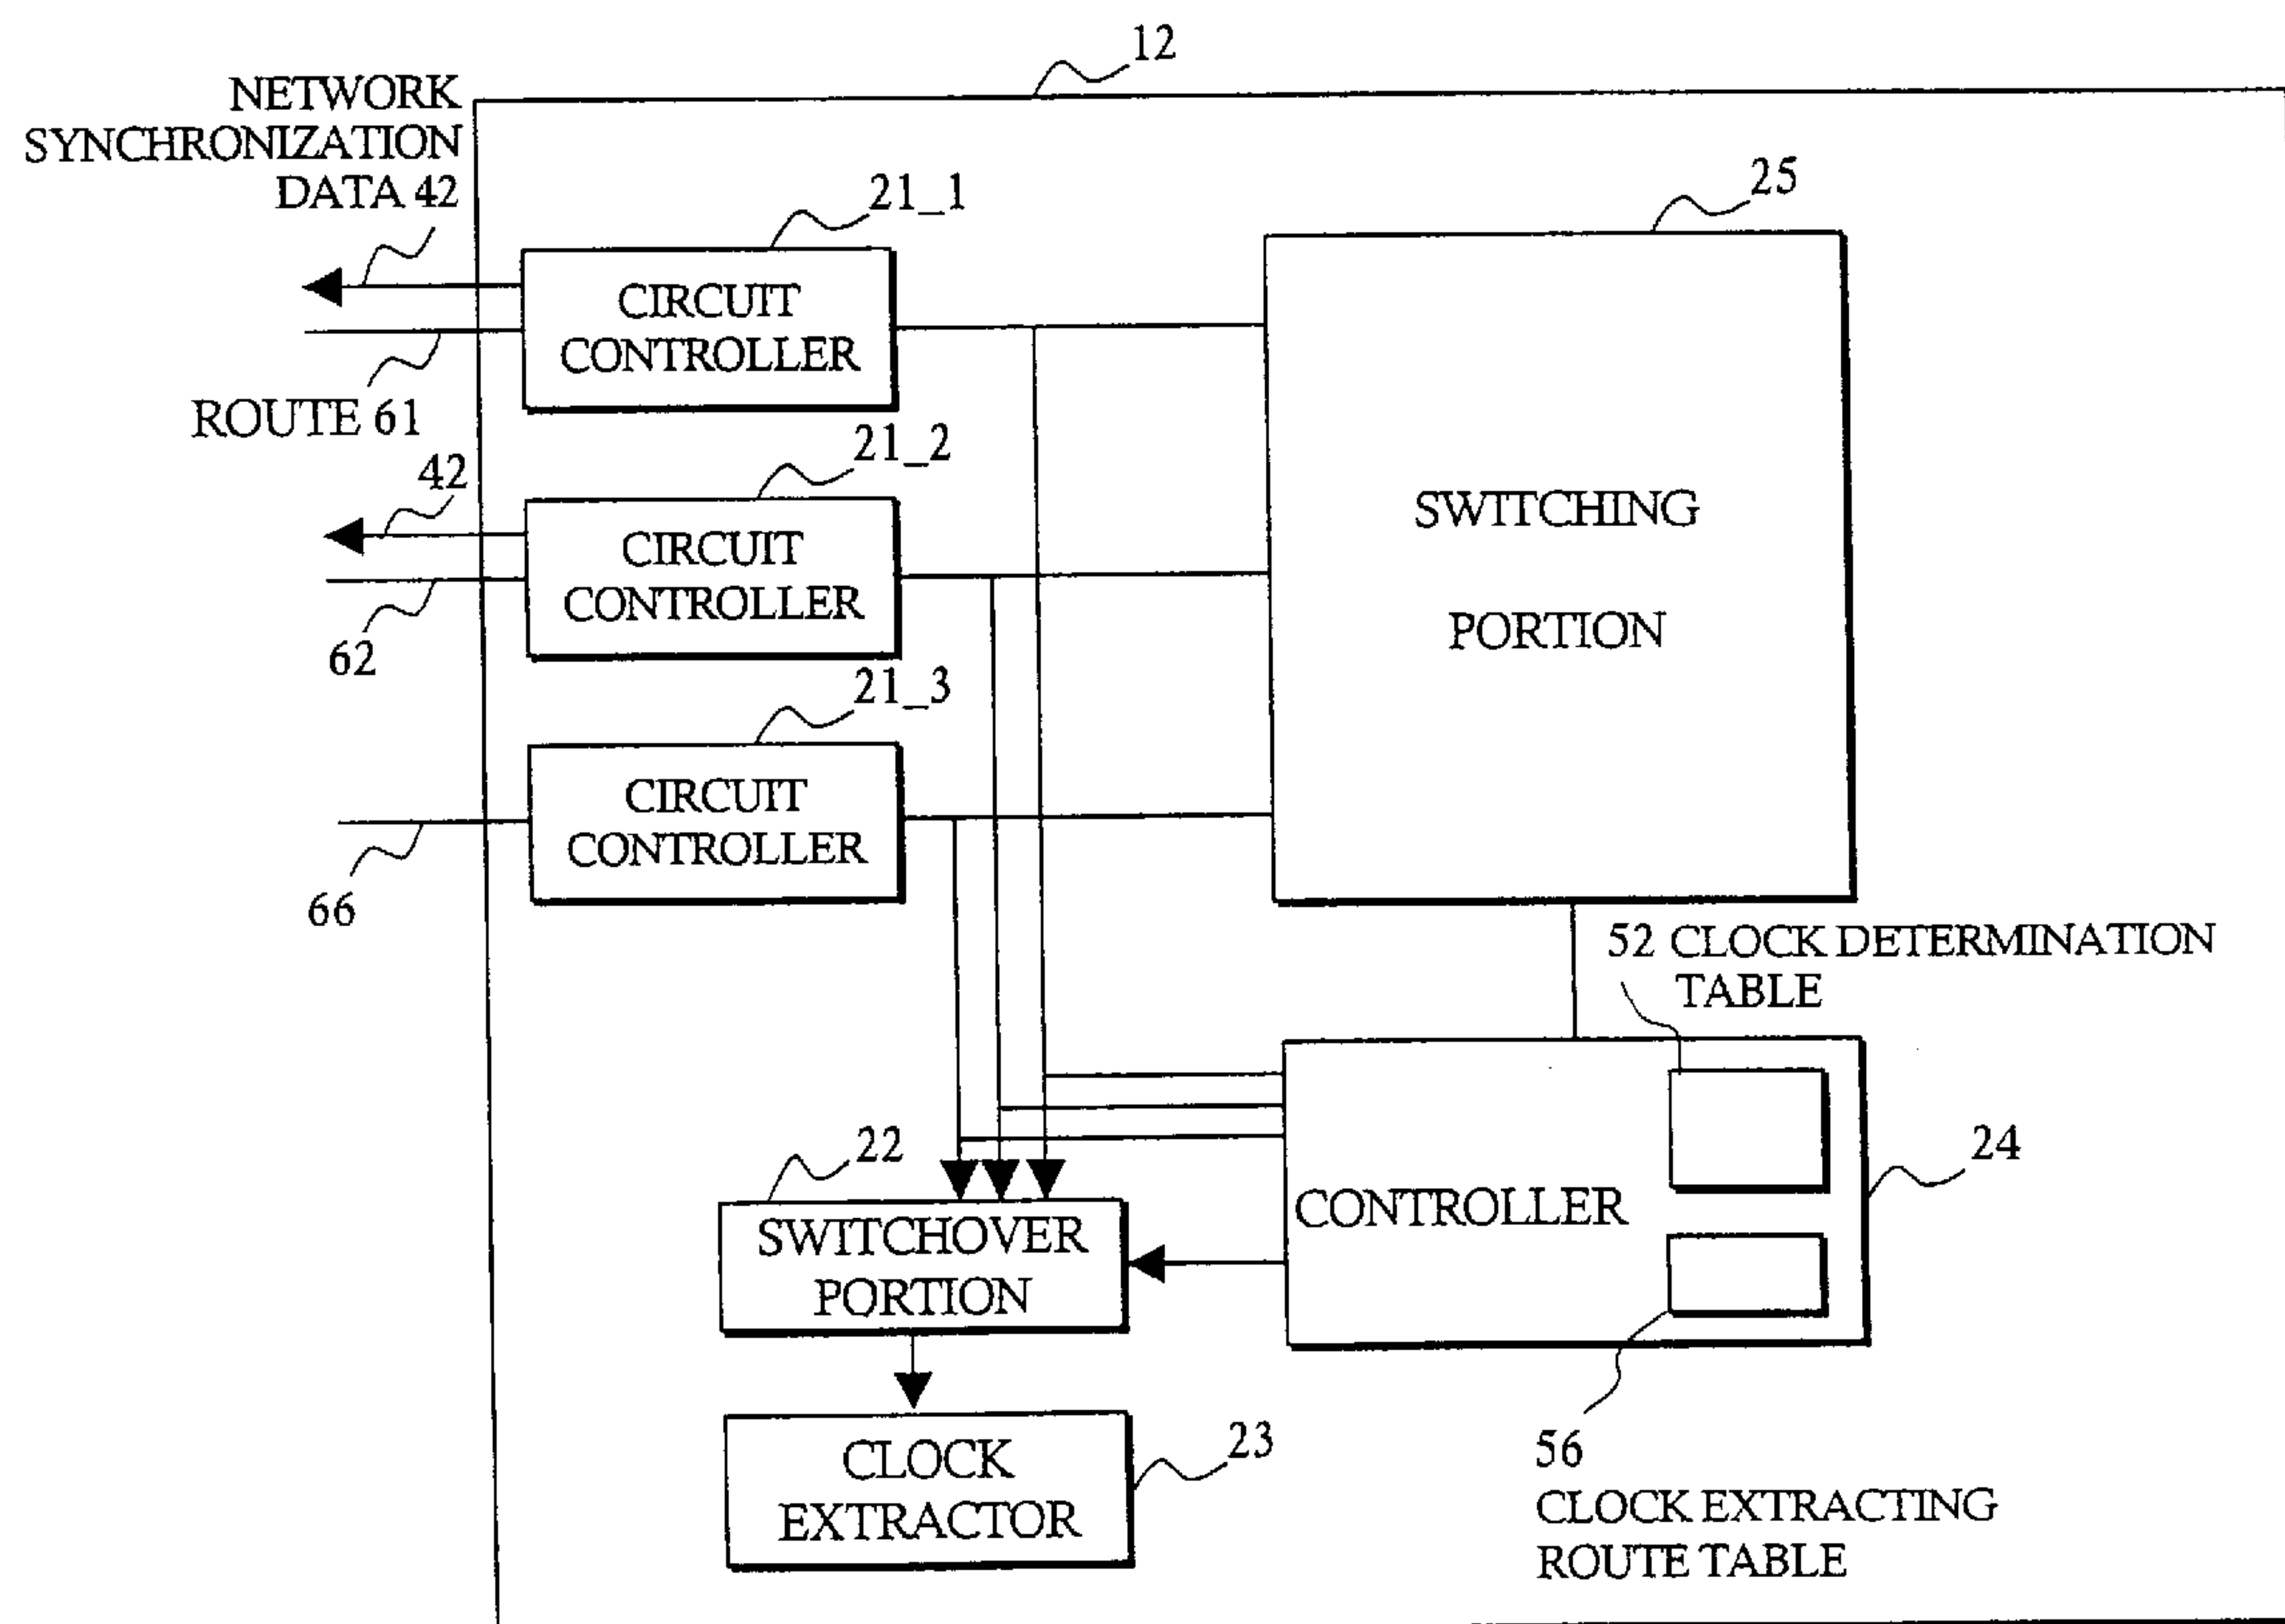 12
NETWORK
SYNCHRONIZATION
DATA 42
21_1
25
CIRCUIT
CONTROLLER
ROUTE 61
21_2
42
CIRCUIT
CONTROLLER
SWITCHING
PORTION
62
21_3
CIRCUIT
CONTROLLER
66
52 CLOCK DETERMINATION
TABLE
22
24
CONTROLLER
SWITCHOVER
PORTION
23
CLOCK
EXTRACTOR
56
CLOCK EXTRACTING
ROUTE TABLE